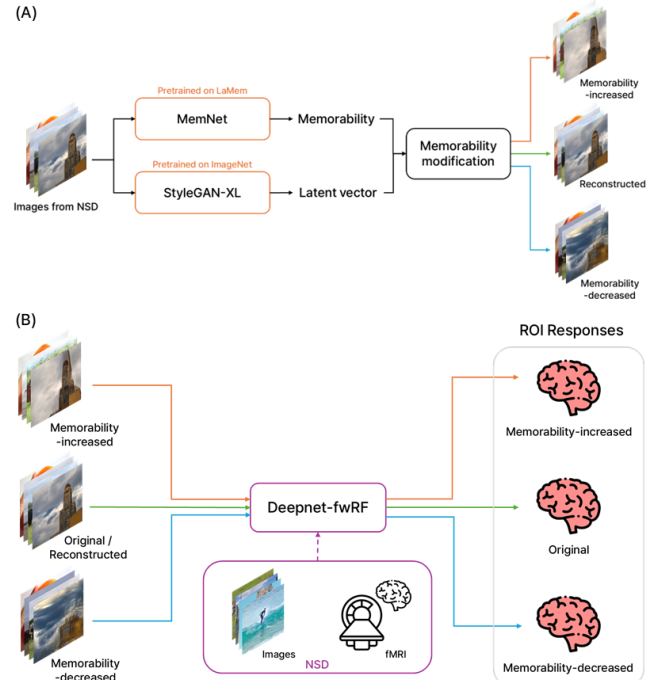 (A)
Pretrained on LaMem
MemNet
Memorability
Pretrained on ImageNet
StyleGAN-XL
Latent vector
Images from NSD
Memorability
modification
Memorability
-increased
Reconstructed
Memorability
-decreased
(B)
ROI Responses
Memorability
-increased
Original /
Reconstructed
Memorability
-decreased
Deepnet-fwRF
Images
fMRI
NSD
Memorability-increased
Original
Memorability-decreased